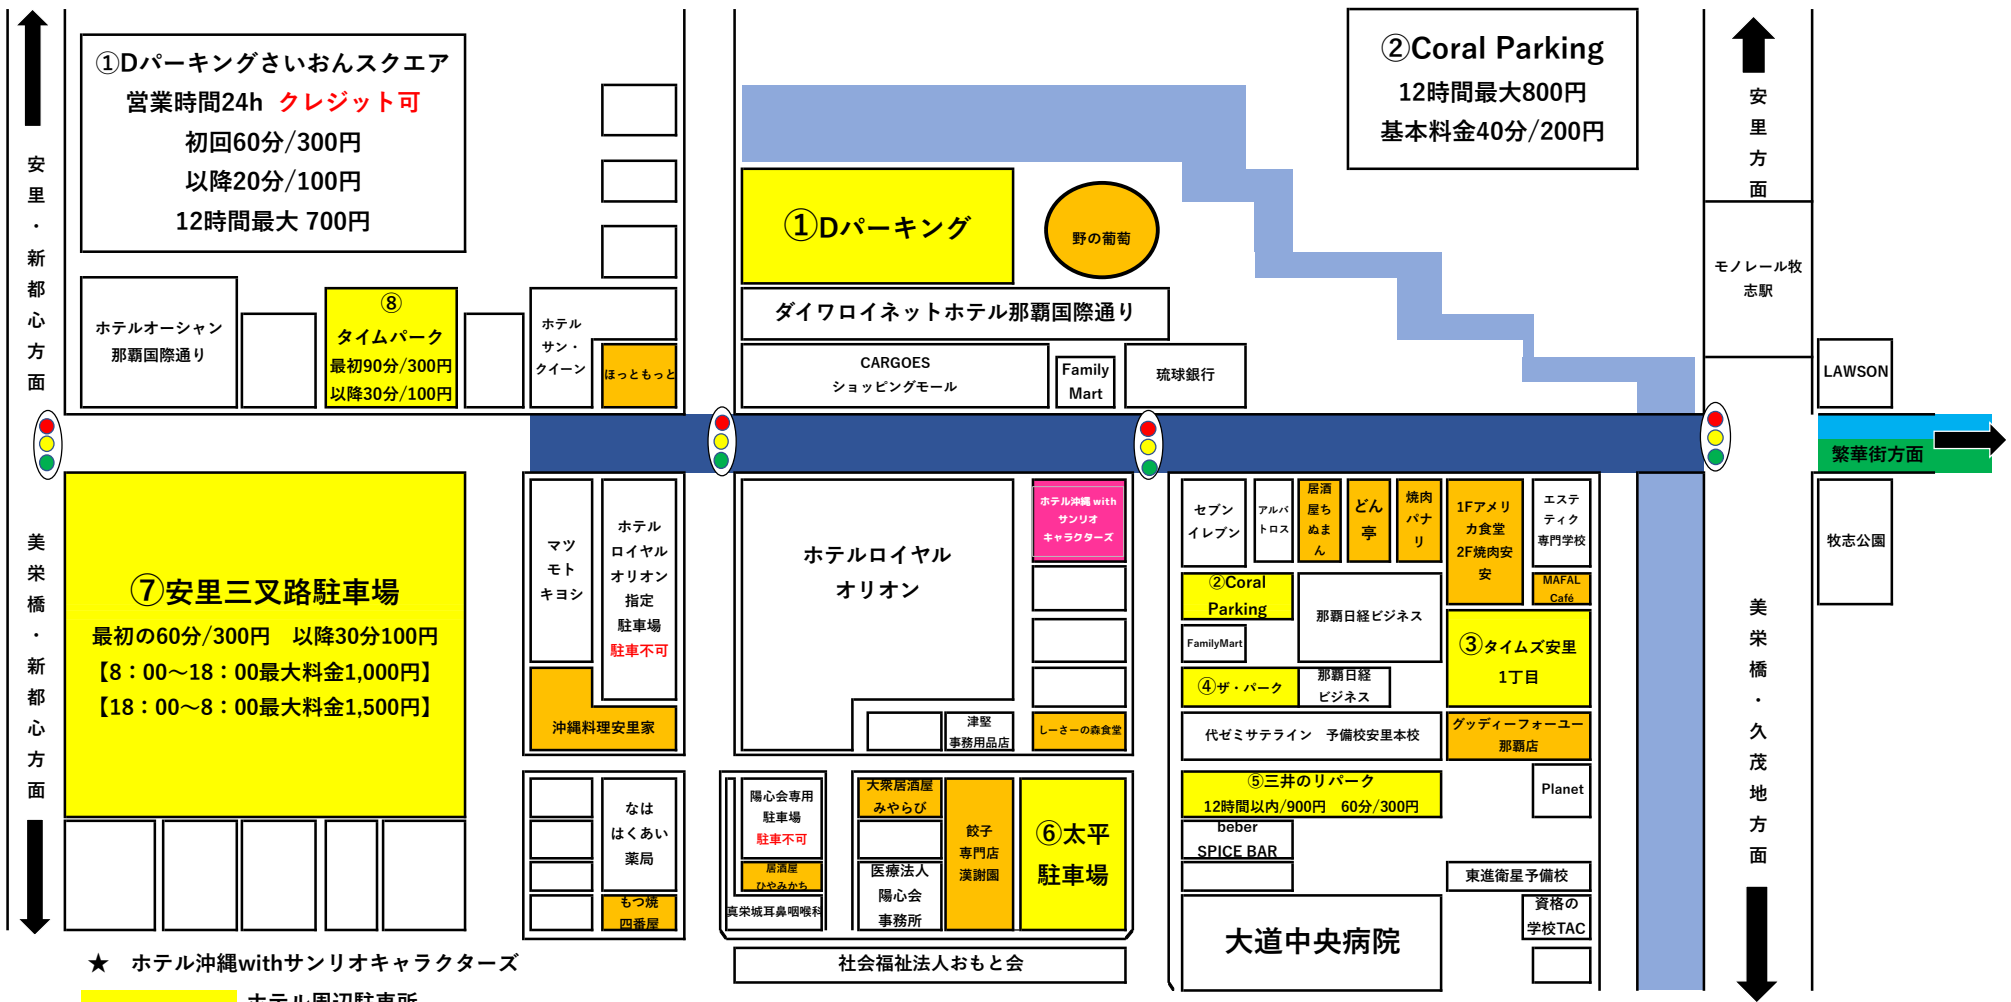 ①Dパーキングさいおんスクエア
営業時間24h クレジット可
初回60分/300円
以降20分/100円
12時間最大 700円
②Coral Parking
12時間最大800円
基本料金40分/200円
安里・新都心方面
安里方面
①Dパーキング
野の葡萄
モノレール牧
志駅
ホテルオーシャン
那覇国際通り
⑧
タイムパーク
最初90分/300円
以降30分/100円
ホテル
サン・
クイーン
ほっともっと
ダイワロイネットホテル那覇国際通り
CARGOES
ショッピングモール
Family
Mart
琉球銀行
LAWSON
繁華街方面
美栄橋・新都心方面
⑦安里三叉路駐車場
最初の60分/300円 以降30分100円
【8：00～18：00最大料金1,000円】
【18：00～8：00最大料金1,500円】
マツ
モト
キヨシ
ホテル
ロイヤル
オリオン
指定
駐車場
駐車不可
沖縄料理安里家
ホテルロイヤル
オリオン
ホテル沖縄 with
サンリオ
キャラクターズ
津堅
事務用品店
しーさーの森食堂
セブン
イレブン
アルバ
トロス
居酒
屋ち
ぬま
ん
どん
亭
焼肉
パナ
リ
1Fアメリ
カ食堂
2F焼肉安
安
エステ
ティク
専門学校
牧志公園
②Coral
Parking
那覇日経ビジネス
MAFAL
Café
FamilyMart
③タイムズ安里
1丁目
④ザ・パーク
那覇日経
ビジネス
代ゼミサテライン 予備校安里本校
グッディーフォーユー
那覇店
美栄橋・久茂地方面
⑤三井のリパーク
12時間以内/900円 60分/300円
Planet
beber
SPICE BAR
東進衛星予備校
資格の
学校TAC
大道中央病院
なは
はくあい
薬局
もつ焼
四番屋
陽心会専用
駐車場
駐車不可
居酒屋
ひやみかち
真栄城耳鼻咽喉科
大衆居酒屋
みやらび
医療法人
陽心会
事務所
餃子
専門店
漢謝園
⑥太平
駐車場
社会福祉法人おもと会
★ ホテル沖縄withサンリオキャラクターズ
ホテル周辺駐車所